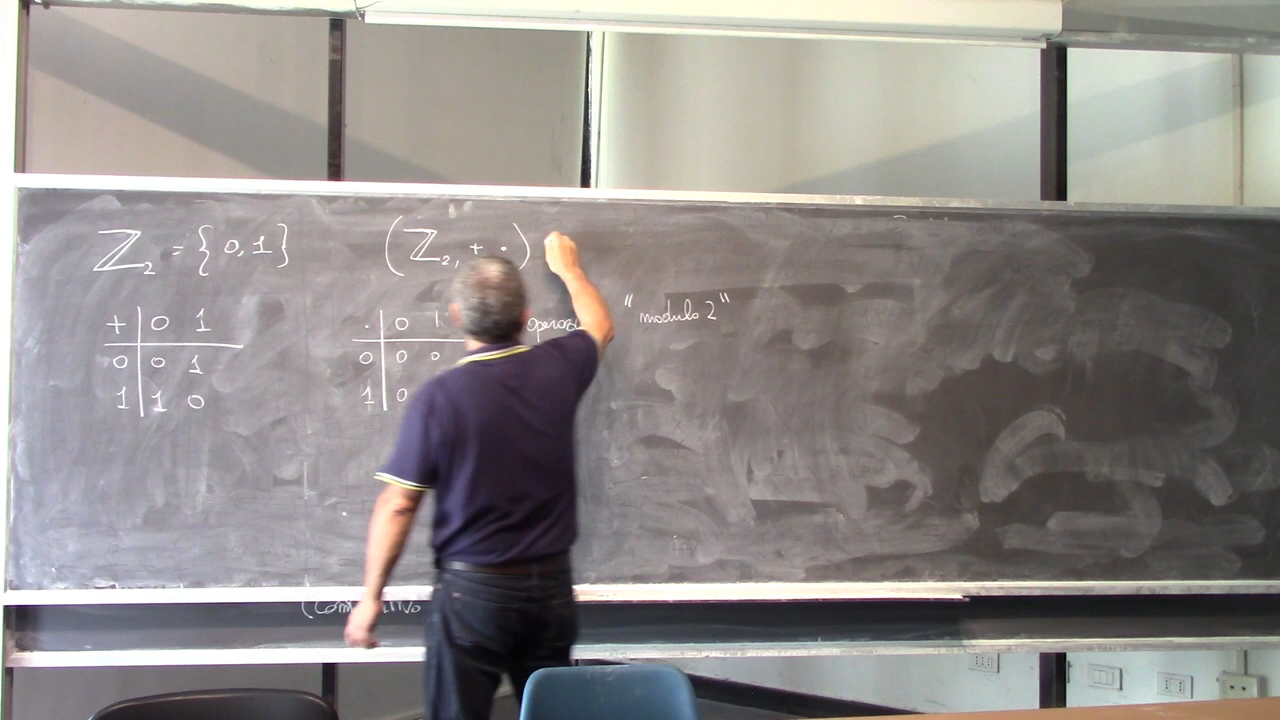 ℤ₂ = {0,1} (ℤ₂, + ·)
"modulo 2"
+ | 0 1
0 | 0 1
1 | 1 0
· | 0 1
0 | 0 0
1 | 0